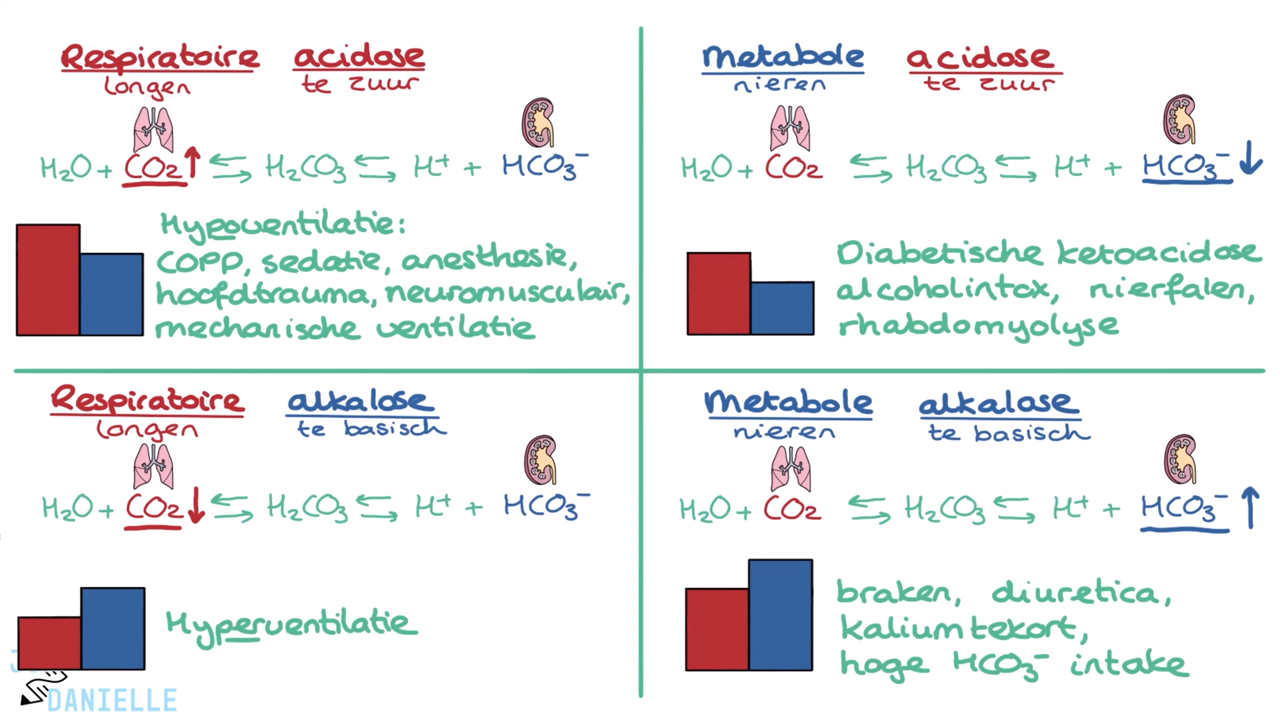 Respiratoire acidose
longen te zuur
H₂O + CO₂ ↑ ⇆ H₂CO₃ ⇆ H⁺ + HCO₃⁻
Hypoventilatie:
COPD, sedatie, anesthesie,
hoofdtrauma, neuromusculair,
mechanische ventilatie
Metabole acidose
nieren te zuur
H₂O + CO₂ ⇆ H₂CO₃ ⇆ H⁺ + HCO₃⁻ ↓
Diabetische ketoacidose
alcoholintox, nierfalen,
rhabdomyolyse
Respiratoire alkalose
longen te basisch
H₂O + CO₂ ↓ ⇆ H₂CO₃ ⇆ H⁺ + HCO₃⁻
Hyperventilatie
DANIELLE
Metabole alkalose
nieren te basisch
H₂O + CO₂ ⇆ H₂CO₃ ⇆ H⁺ + HCO₃⁻ ↑
braken, diuretica,
kaliumtekort,
hoge HCO₃⁻ intake